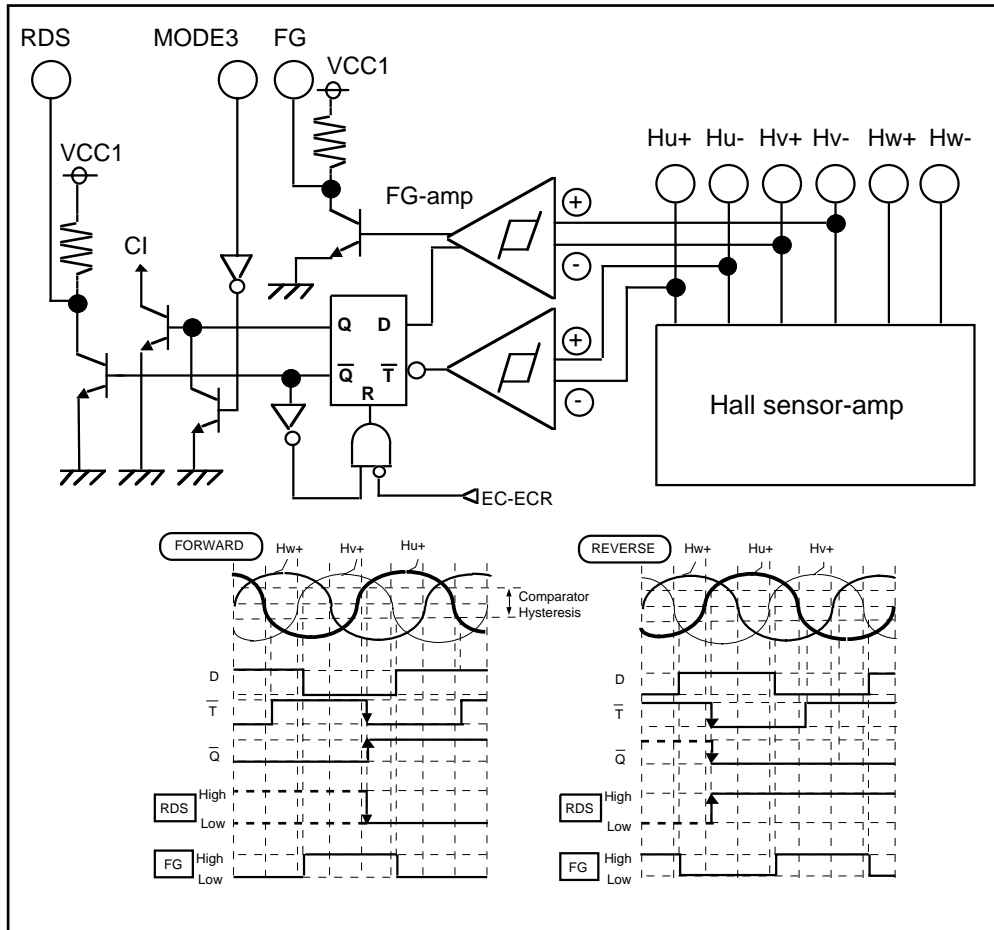 RDS MODE3 FG
VCC1
Hu+ Hu- Hv+ Hv- Hw+ Hw-
VCC1
FG-amp
+
-
CI
Q D
Q̅ T̅
R
+
-
Hall sensor-amp
EC-ECR
FORWARD Hw+ Hv+ Hu+
REVERSE Hw+ Hu+ Hv+
Comparator
Hysteresis
D
T̅
Q̅
RDS High
Low
FG High
Low
D
T̅
Q̅
RDS High
Low
FG High
Low